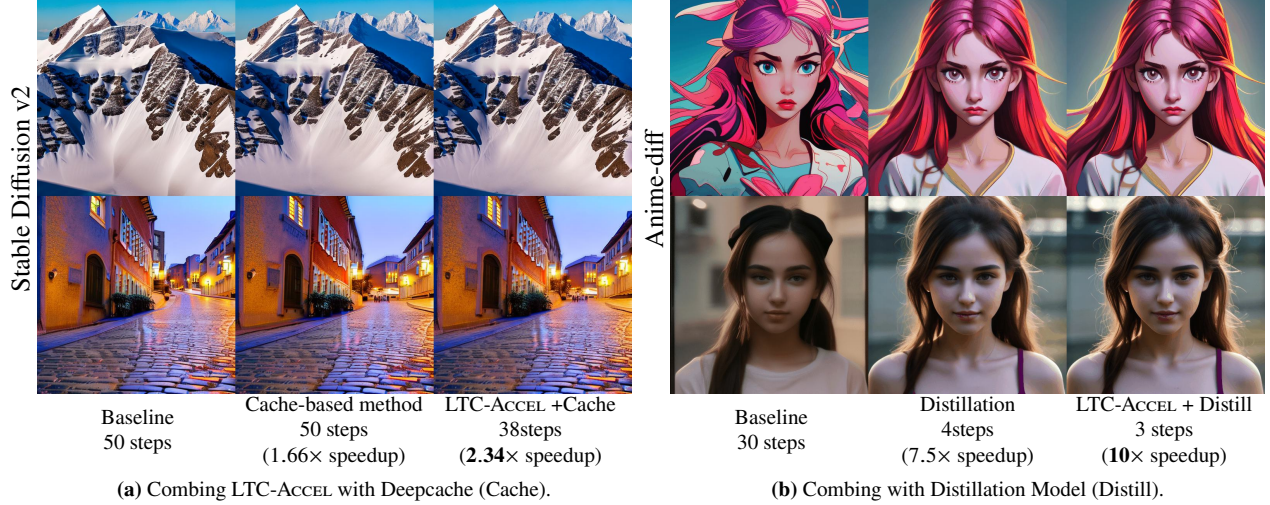 Stable Diffusion v2
Baseline
50 steps
Cache-based method
50 steps
(1.66× speedup)
LTC-ACCEL +Cache
38steps
(2.34× speedup)
(a) Combing LTC-ACCEL with Deepcache (Cache).
Anime-diff
Baseline
30 steps
Distillation
4steps
(7.5× speedup)
LTC-ACCEL + Distill
3 steps
(10× speedup)
(b) Combing with Distillation Model (Distill).